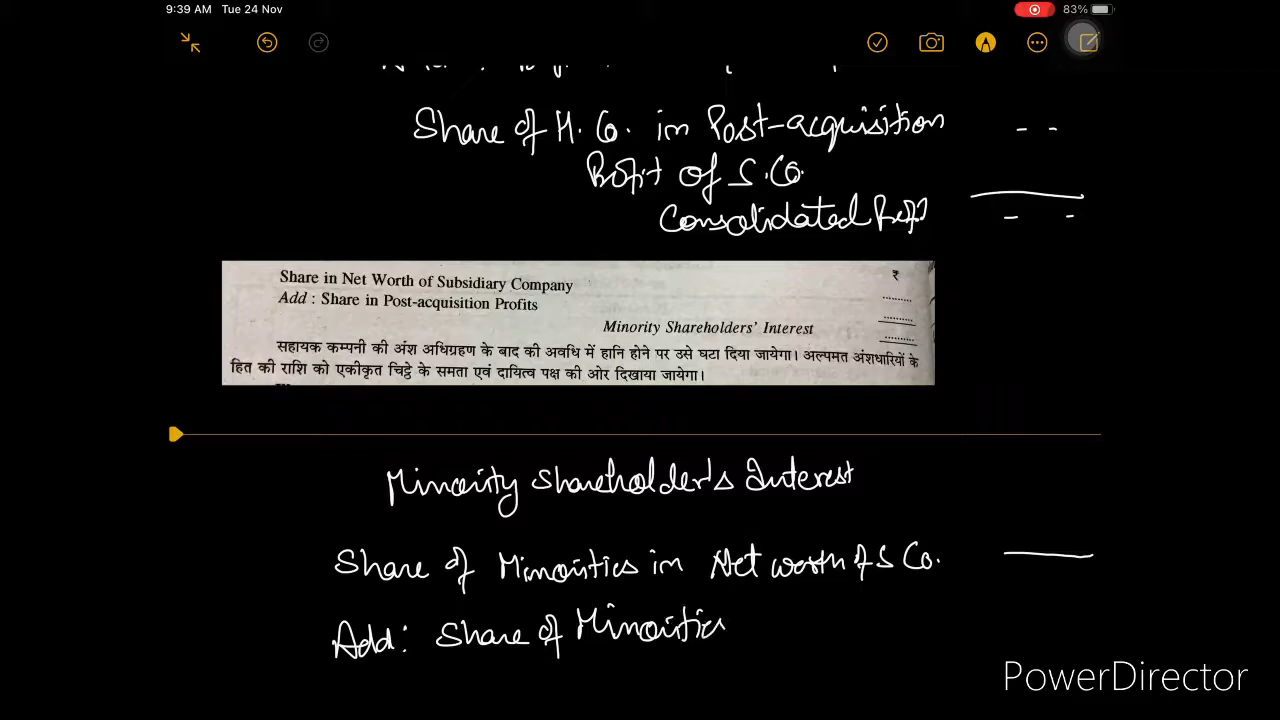 9:39 AM Tue 24 Nov
83%
Share of H. Co. in Post-acquisition - -
Profit of S.Co.
Consolidated - -
Share in Net Worth of Subsidiary Company ₹ ..........
Add : Share in Post-acquisition Profits ..........
Minority Shareholders' Interest ..........
सहायक कम्पनी की अंश अधिग्रहण के बाद की अवधि में हानि होने पर उसे घटा दिया जायेगा। अल्पमत अंशधारियों के
हित की राशि को एकीकृत चिट्ठे के समता एवं दायित्व पक्ष की ओर दिखाया जायेगा।
Minority Shareholder's Interest
Share of Minorities in Net worth of S Co.
Add: Share of Minorities
PowerDirector